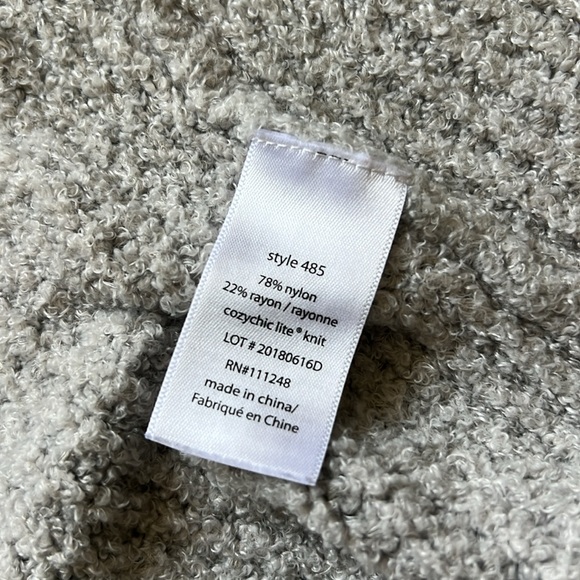 style 485
78% nylon
22% rayon / rayonne
cozychic lite® knit
LOT # 20180616D
RN#111248
made in china/
Fabriqué en Chine